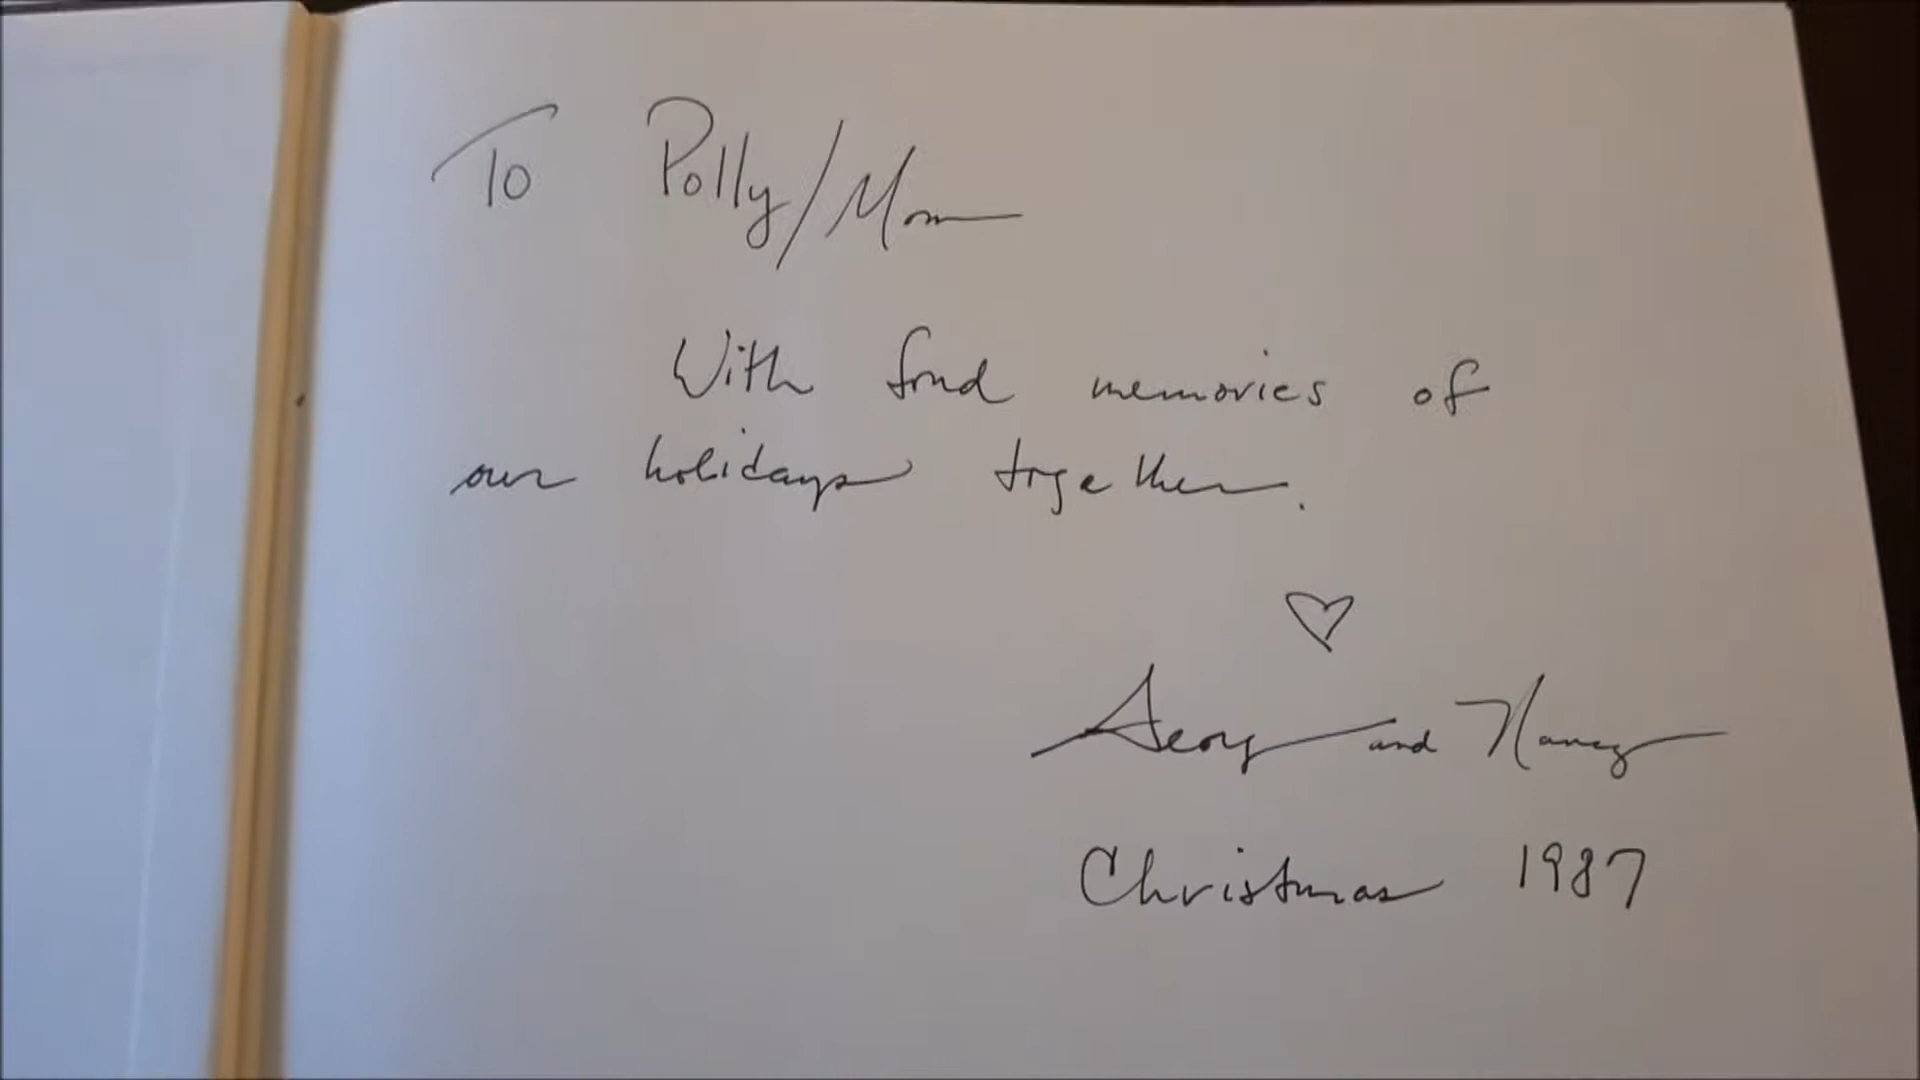 To Polly/Mom
With fond memories of
our holidays together.
and Nancy
Christmas 1987